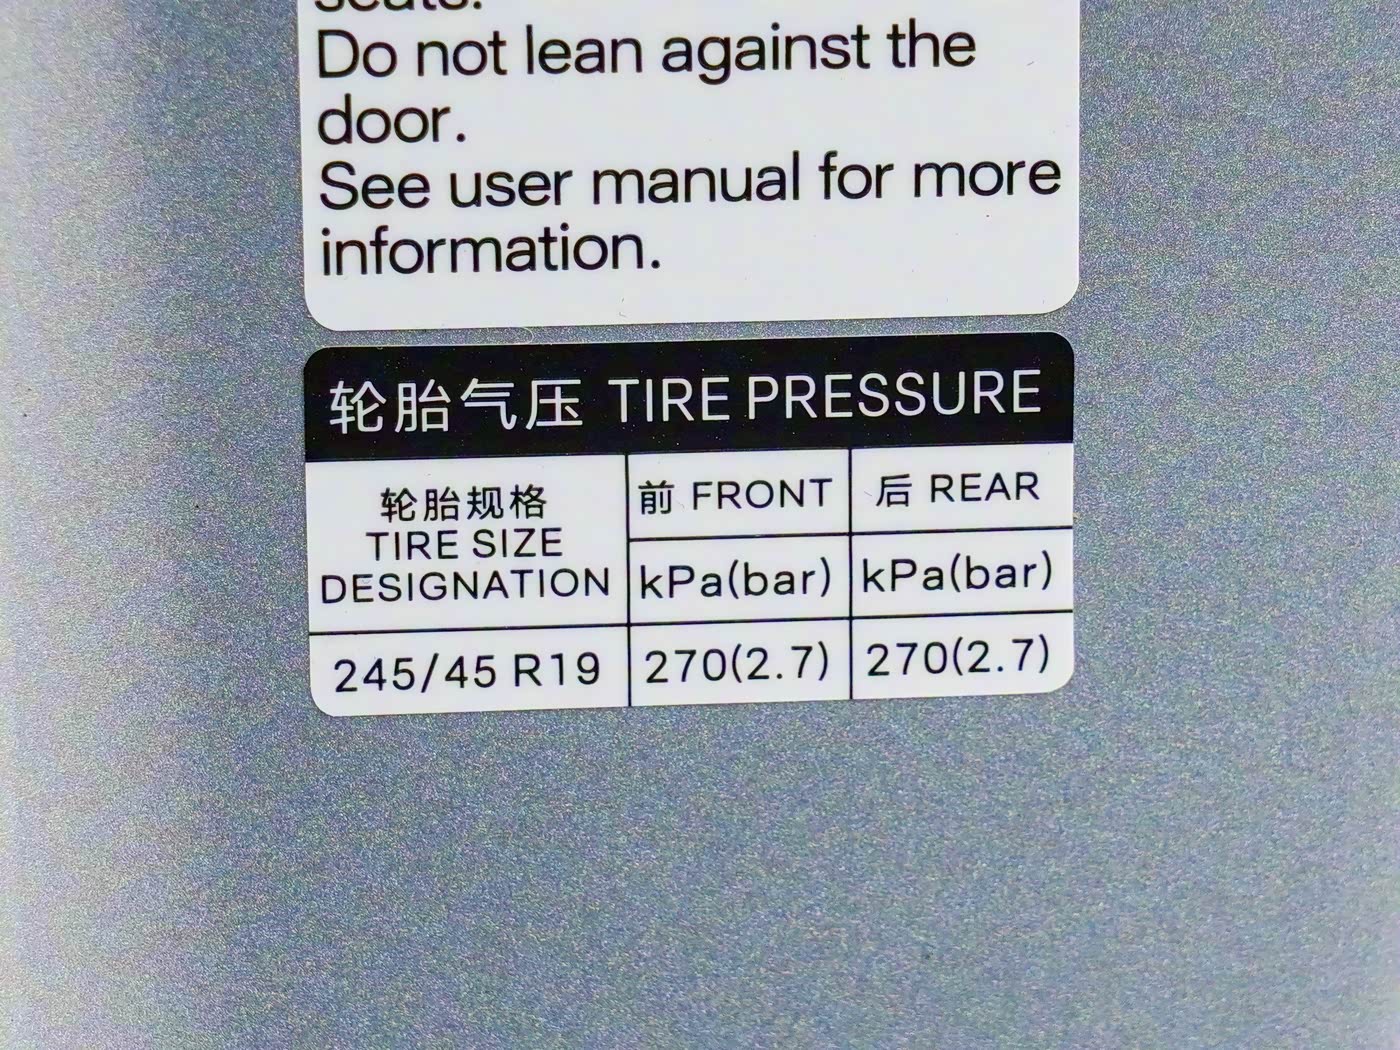 seats.
Do not lean against the
door.
See user manual for more
information.
轮胎气压 TIRE PRESSURE
轮胎规格
TIRE SIZE
DESIGNATION
前 FRONT
后 REAR
kPa(bar)
kPa(bar)
245/45 R19
270(2.7)
270(2.7)